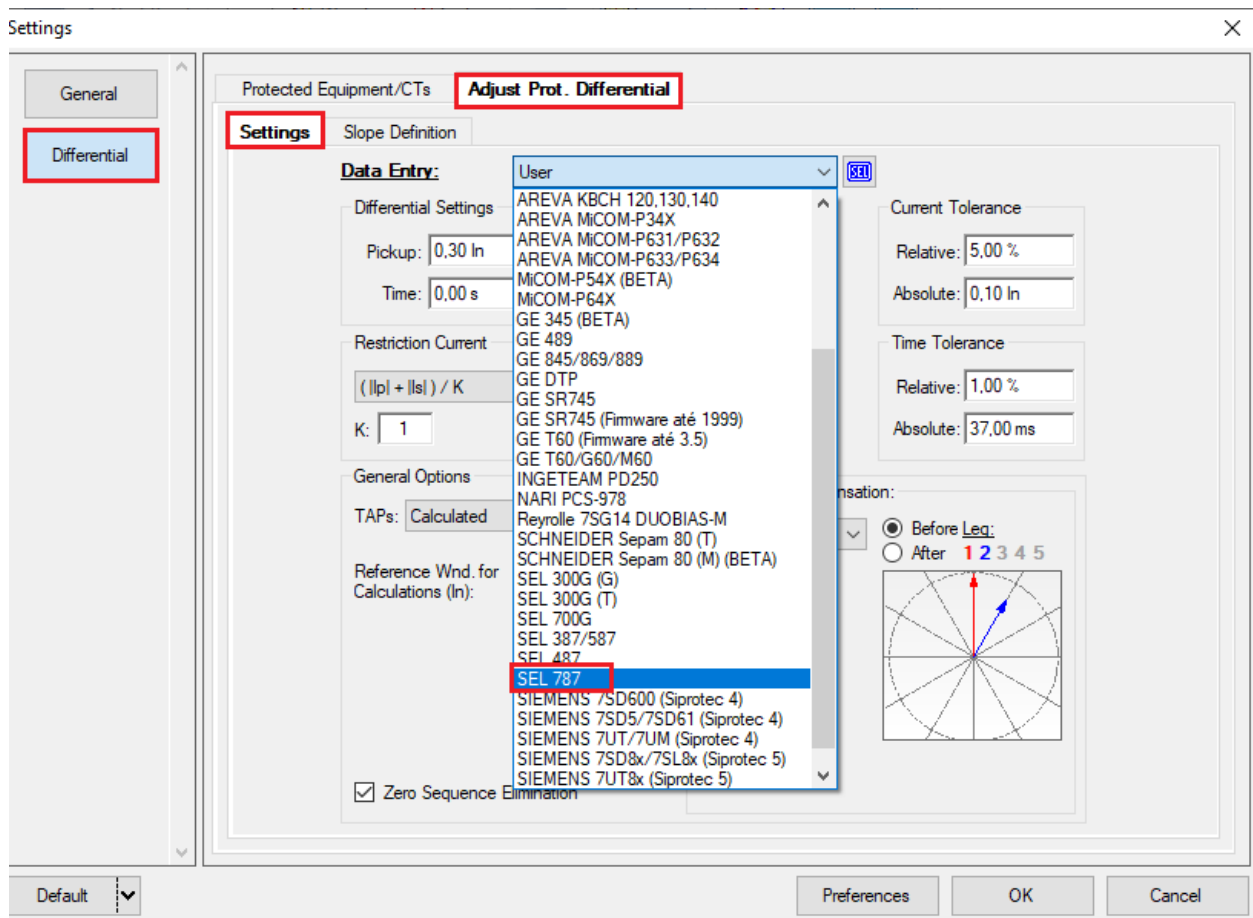 Settings
General
Differential
Protected Equipment/CTs
Adjust Prot. Differential
Settings
Slope Definition
Data Entry:
User
SEL
AREVA KBCH 120,130,140
AREVA MiCOM-P34X
AREVA MiCOM-P631/P632
AREVA MiCOM-P633/P634
MiCOM-P54X (BETA)
MiCOM-P64X
GE 345 (BETA)
GE 489
GE 845/869/889
GE DTP
GE SR745
GE SR745 (Firmware até 1999)
GE T60 (Firmware até 3.5)
GE T60/G60/M60
INGETEAM PD250
NARI PCS-978
Reyrolle 7SG14 DUOBIAS-M
SCHNEIDER Sepam 80 (T)
SCHNEIDER Sepam 80 (M) (BETA)
SEL 300G (G)
SEL 300G (T)
SEL 700G
SEL 387/587
SEL 487
SEL 787
SIEMENS 7SD600 (Siprotec 4)
SIEMENS 7SD5/7SD61 (Siprotec 4)
SIEMENS 7UT/7UM (Siprotec 4)
SIEMENS 7SD8x/7SL8x (Siprotec 5)
SIEMENS 7UT8x (Siprotec 5)
Differential Settings
Pickup: 0,30 In
Time: 0,00 s
Restriction Current
( |Ip| + |Is| ) / K
K: 1
General Options
TAPs: Calculated
Reference Wnd. for
Calculations (In):
Zero Sequence Elimination
Current Tolerance
Relative: 5,00 %
Absolute: 0,10 In
Time Tolerance
Relative: 1,00 %
Absolute: 37,00 ms
nsation:
Before Leg:
After 1 2 3 4 5
Default
Preferences
OK
Cancel